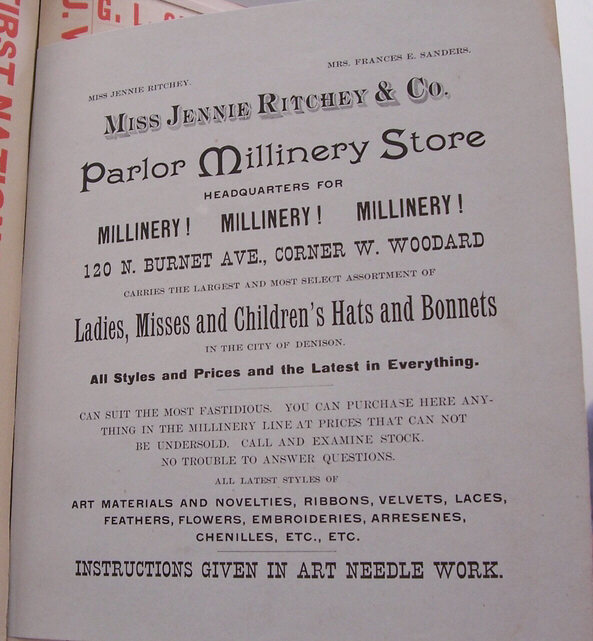 G. L. S
J. V
FIRST NATION
MISS JENNIE RITCHEY.
MRS. FRANCES E. SANDERS.
MISS JENNIE RITCHEY & CO.
Parlor Millinery Store
HEADQUARTERS FOR
MILLINERY! MILLINERY! MILLINERY!
120 N. BURNET AVE., CORNER W. WOODARD
CARRIES THE LARGEST AND MOST SELECT ASSORTMENT OF
Ladies, Misses and Children's Hats and Bonnets
IN THE CITY OF DENISON.
All Styles and Prices and the Latest in Everything.
CAN SUIT THE MOST FASTIDIOUS. YOU CAN PURCHASE HERE ANY-
THING IN THE MILLINERY LINE AT PRICES THAT CAN NOT
BE UNDERSOLD. CALL AND EXAMINE STOCK.
NO TROUBLE TO ANSWER QUESTIONS.
ALL LATEST STYLES OF
ART MATERIALS AND NOVELTIES, RIBBONS, VELVETS, LACES,
FEATHERS, FLOWERS, EMBROIDERIES, ARRESENES,
CHENILLES, ETC., ETC.
INSTRUCTIONS GIVEN IN ART NEEDLE WORK.